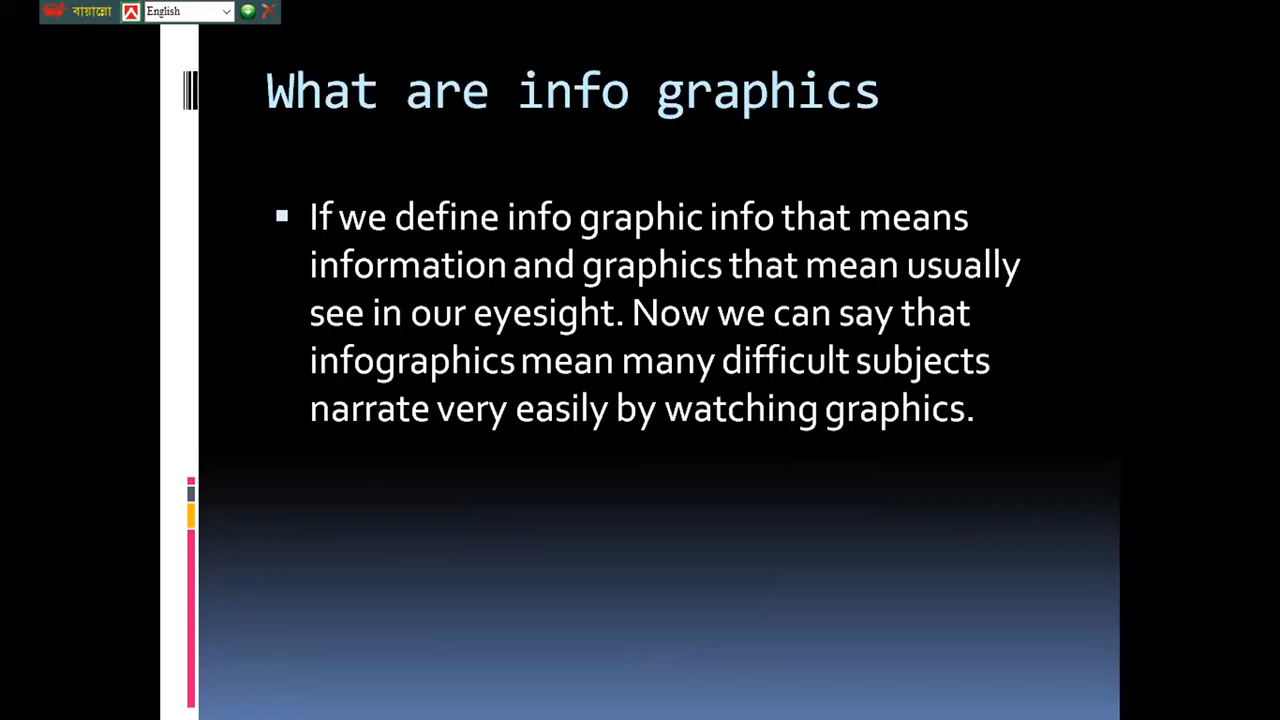 বায়ান্নো English
What are info graphics
If we define info graphic info that means
information and graphics that mean usually
see in our eyesight. Now we can say that
infographics mean many difficult subjects
narrate very easily by watching graphics.